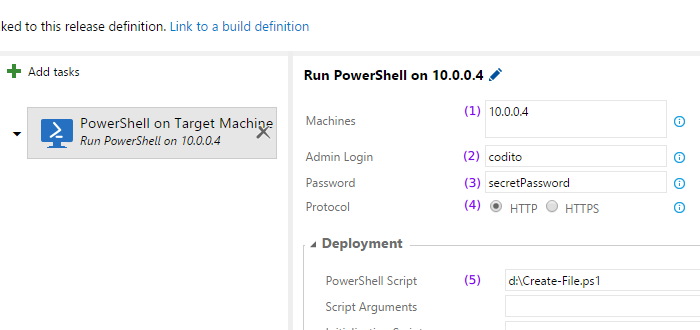 ked to this release definition. Link to a build definition
Add tasks
PowerShell on Target Machine
Run PowerShell on 10.0.0.4
Run PowerShell on 10.0.0.4
Machines (1) 10.0.0.4
Admin Login (2) codito
Password (3) secretPassword
Protocol (4) HTTP HTTPS
Deployment
PowerShell Script (5) d:\Create-File.ps1
Script Arguments